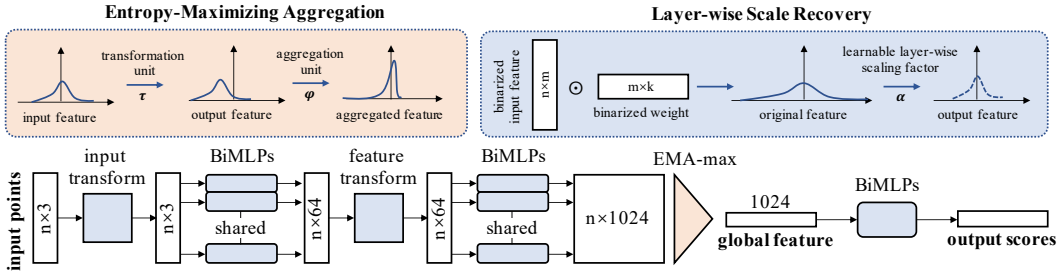 Entropy-Maximizing Aggregation
transformation
unit
τ
aggregation
unit
φ
input feature
output feature
aggregated feature
Layer-wise Scale Recovery
binarized
input feature
n×m
⊙
m×k
binarized weight
original feature
learnable layer-wise
scaling factor
α
output feature
input points
n×3
input
transform
n×3
BiMLPs
shared
n×64
feature
transform
n×64
BiMLPs
shared
n×1024
EMA-max
1024
global feature
BiMLPs
output scores